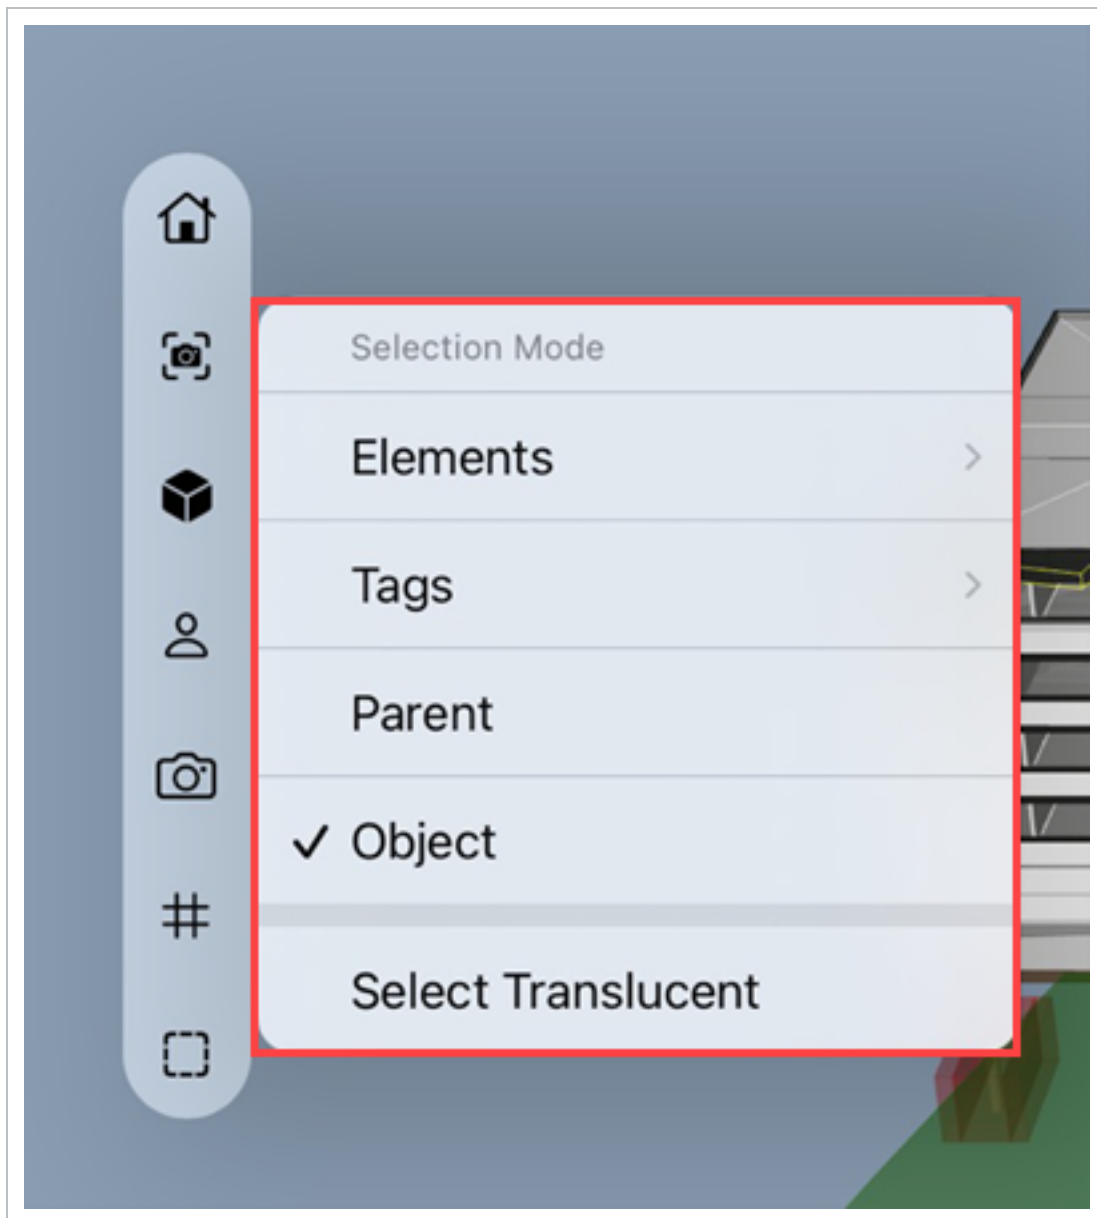 Selection Mode
Elements
Tags
Parent
Object
Select Translucent